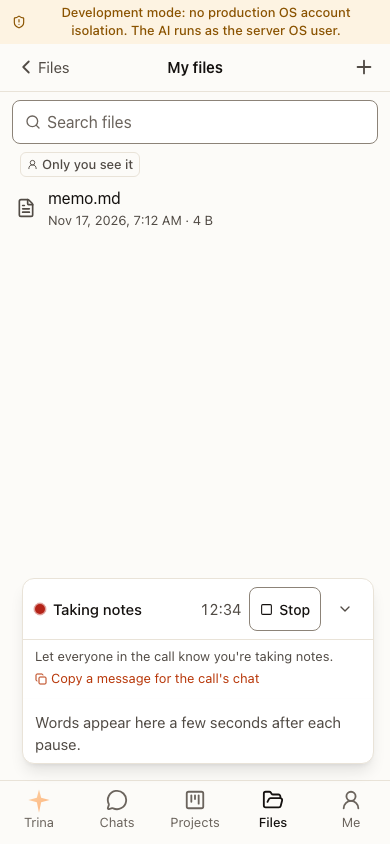 Development mode: no production OS account
isolation. The AI runs as the server OS user.
Files
My files
Search files
Only you see it
memo.md
Nov 17, 2026, 7:12 AM · 4 B
Taking notes
12:34
Stop
Let everyone in the call know you're taking notes.
Copy a message for the call's chat
Words appear here a few seconds after each
pause.
Trina
Chats
Projects
Files
Me